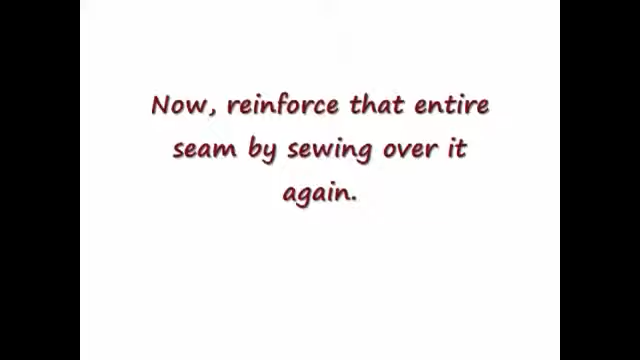 Now, reinforce that entire
seam by sewing over it
again.